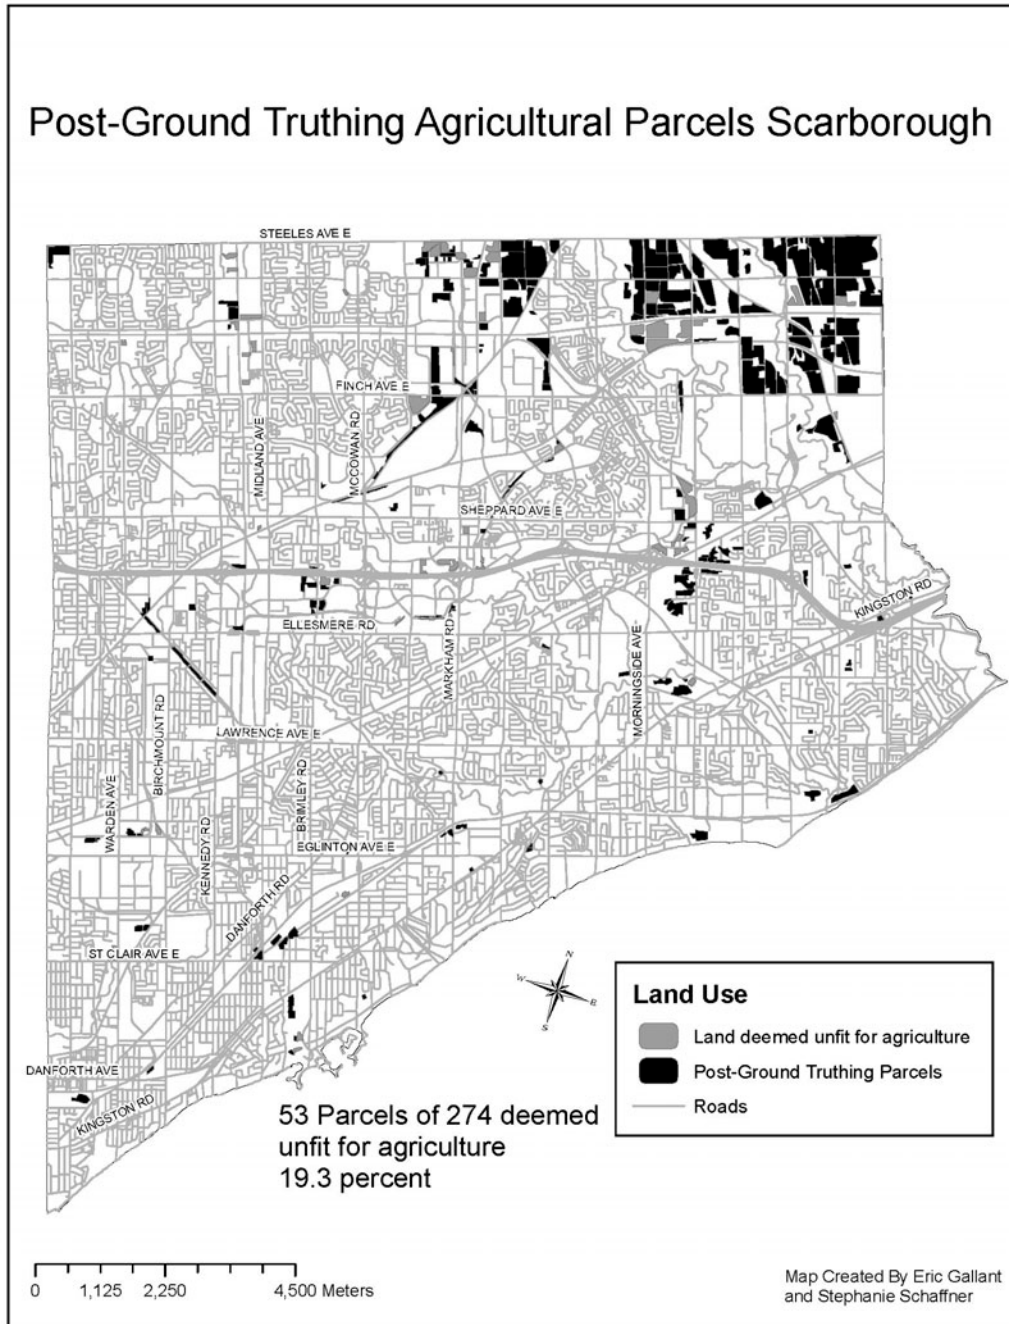 Post-Ground Truthing Agricultural Parcels Scarborough
STEELES AVE E
FINCH AVE E
MIDLAND AVE
MCCOWAN RD
SHEPPARD AVE E
KINGSTON RD
ELLESMERE RD
MARKHAM RD
MORNINGSIDE AVE
BIRCHMOUNT RD
LAWRENCE AVE E
WARDEN AVE
BRIMLEY RD
KENNEDY RD
EGLINTON AVE E
DANFORTH RD
ST CLAIR AVE E
N
W
E
S
Land Use
Land deemed unfit for agriculture
Post-Ground Truthing Parcels
Roads
DANFORTH AVE
KINGSTON RD
53 Parcels of 274 deemed
unfit for agriculture
19.3 percent
0 1,125 2,250 4,500 Meters
Map Created By Eric Gallant
and Stephanie Schaffner